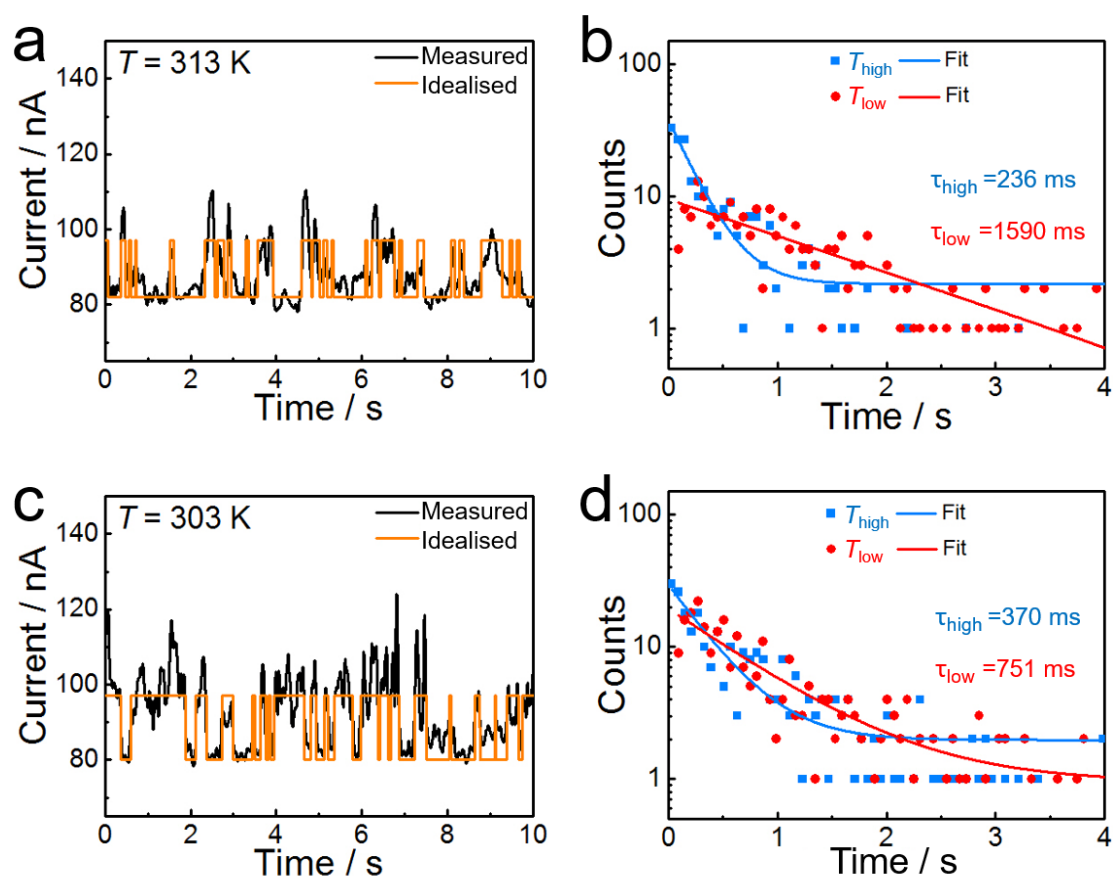 a
T = 313 K
Measured
Idealised
140
120
100
80
Current / nA
0 2 4 6 8 10
Time / s
b
T_high Fit
T_low Fit
τ_high =236 ms
τ_low =1590 ms
100
10
1
Counts
0 1 2 3 4
Time / s
c
T = 303 K
Measured
Idealised
140
120
100
80
Current / nA
0 2 4 6 8 10
Time / s
d
T_high Fit
T_low Fit
τ_high =370 ms
τ_low =751 ms
100
10
1
Counts
0 1 2 3 4
Time / s